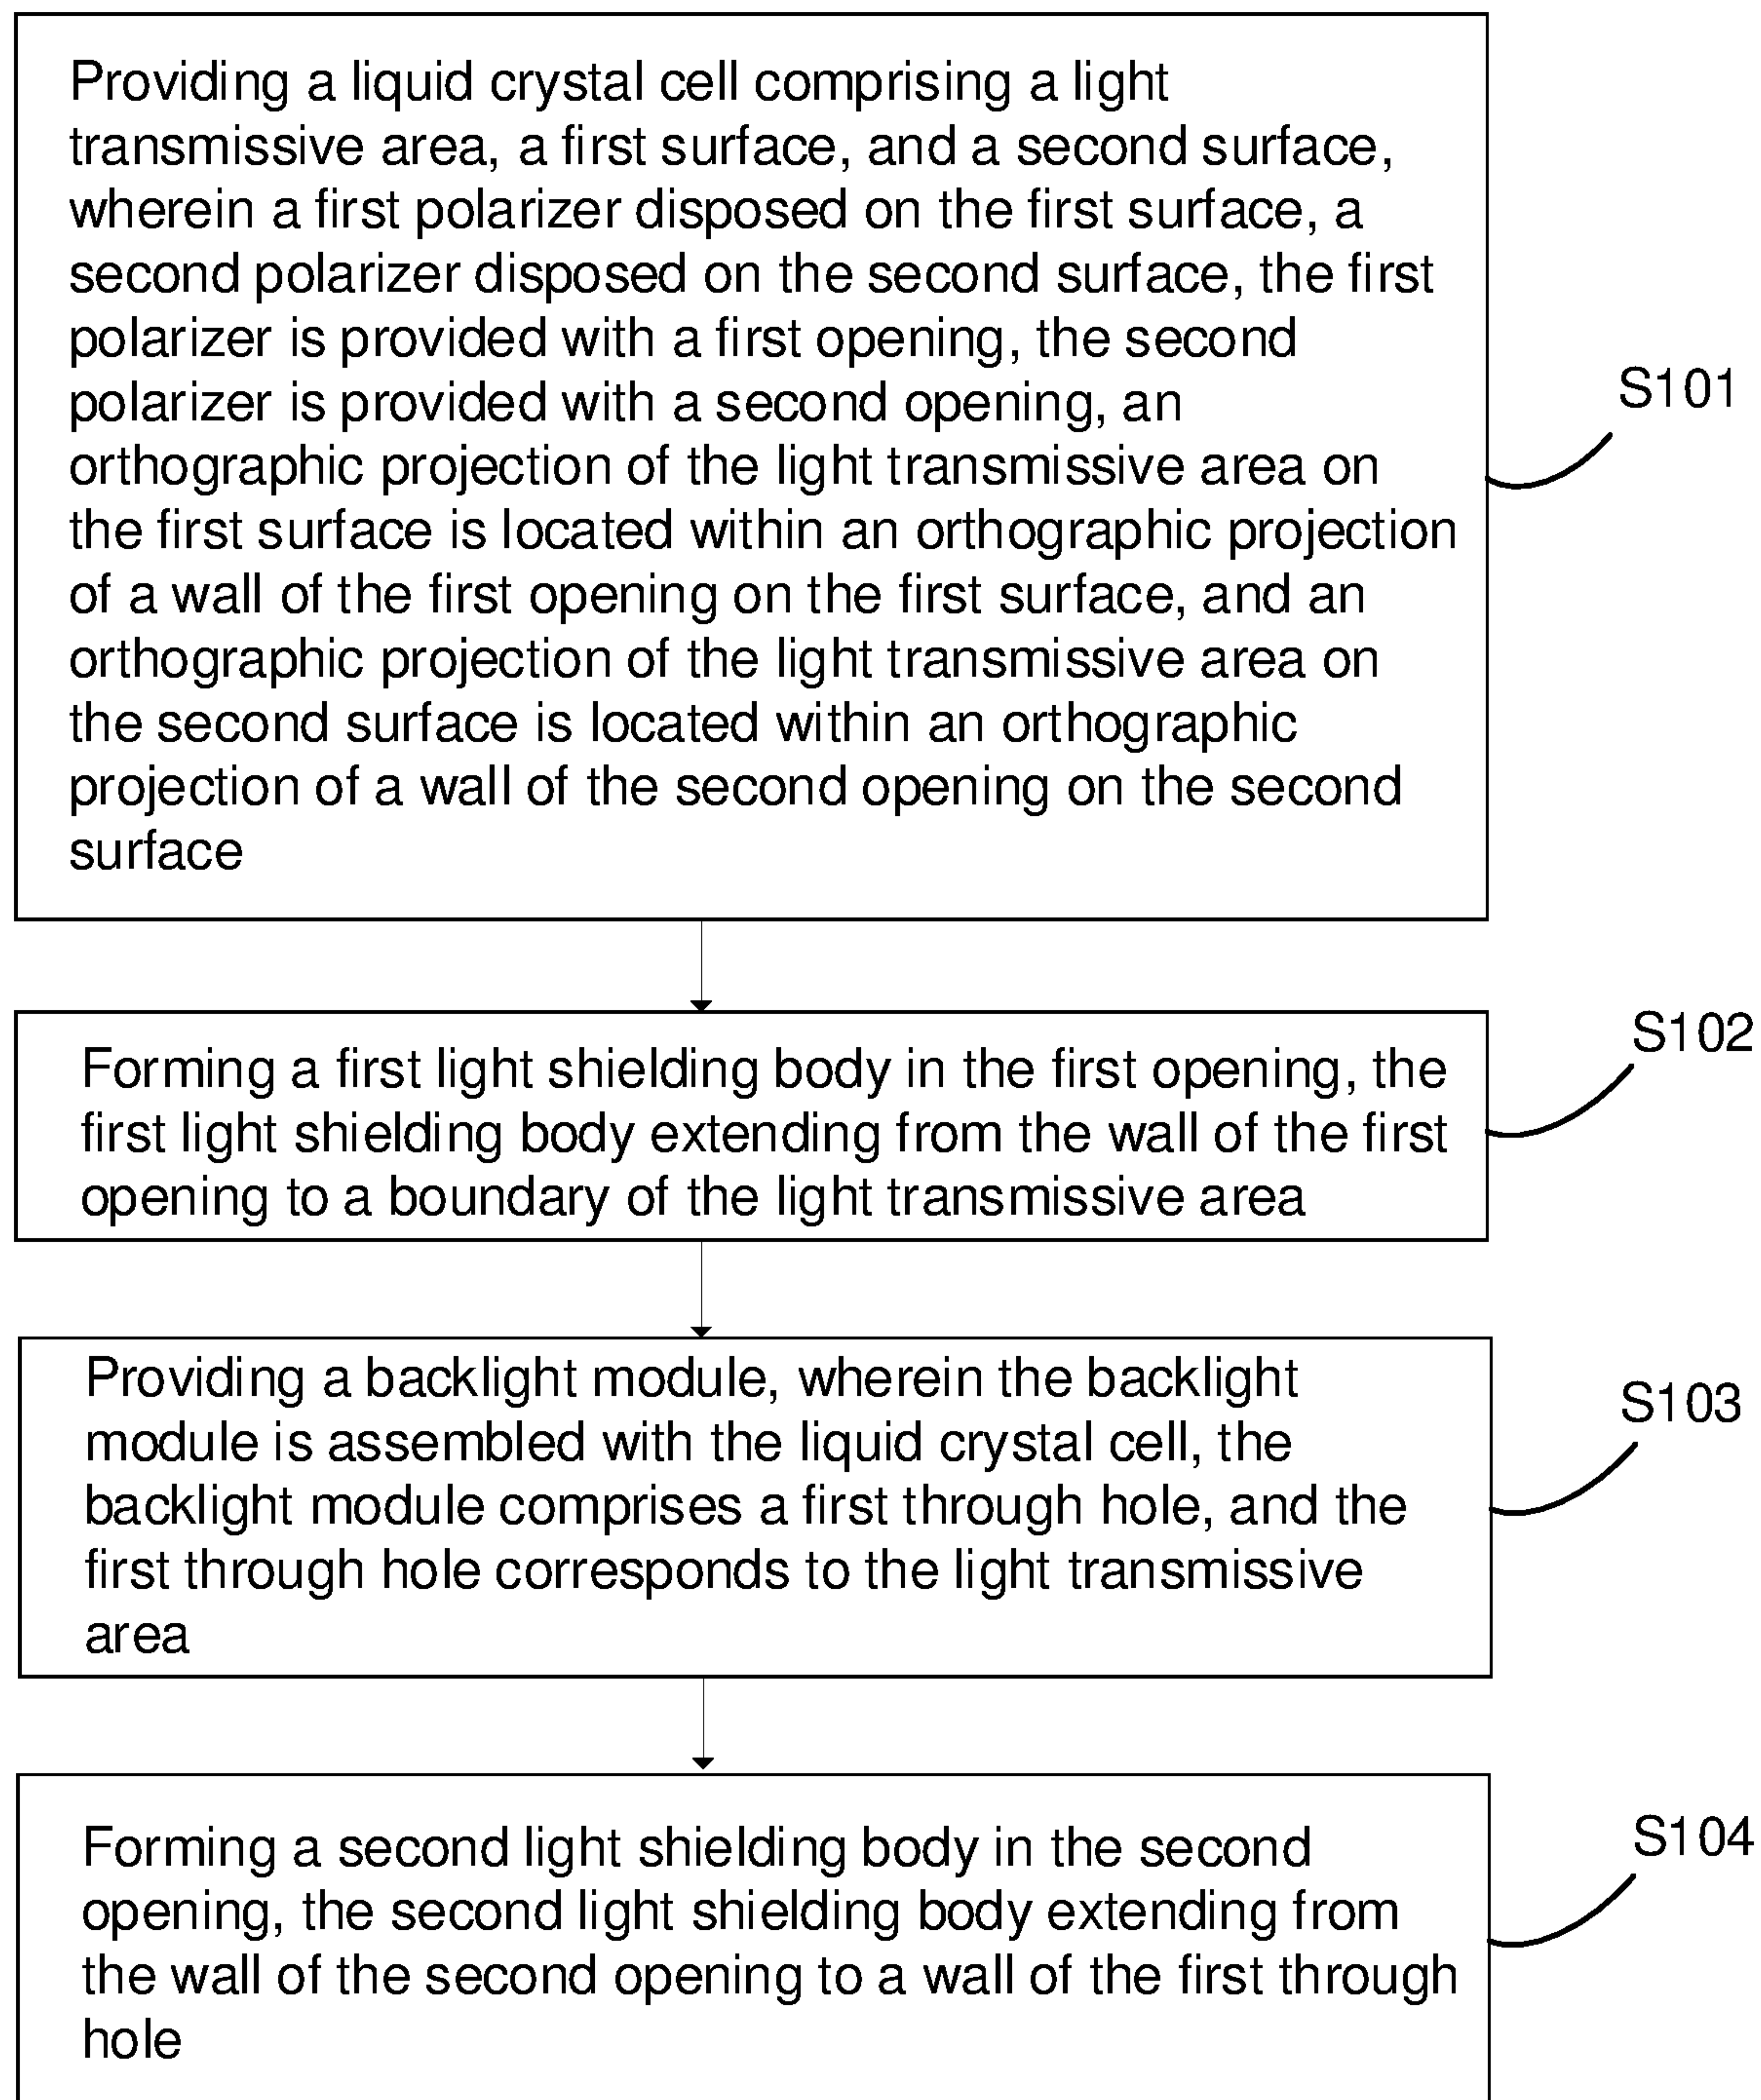 Providing a liquid crystal cell comprising a light
transmissive area, a first surface, and a second surface,
wherein a first polarizer disposed on the first surface, a
second polarizer disposed on the second surface, the first
polarizer is provided with a first opening, the second
polarizer is provided with a second opening, an
orthographic projection of the light transmissive area on
the first surface is located within an orthographic projection
of a wall of the first opening on the first surface, and an
orthographic projection of the light transmissive area on
the second surface is located within an orthographic
projection of a wall of the second opening on the second
surface
S101
Forming a first light shielding body in the first opening, the
first light shielding body extending from the wall of the first
opening to a boundary of the light transmissive area
S102
Providing a backlight module, wherein the backlight
module is assembled with the liquid crystal cell, the
backlight module comprises a first through hole, and the
first through hole corresponds to the light transmissive
area
S103
Forming a second light shielding body in the second
opening, the second light shielding body extending from
the wall of the second opening to a wall of the first through
hole
S104